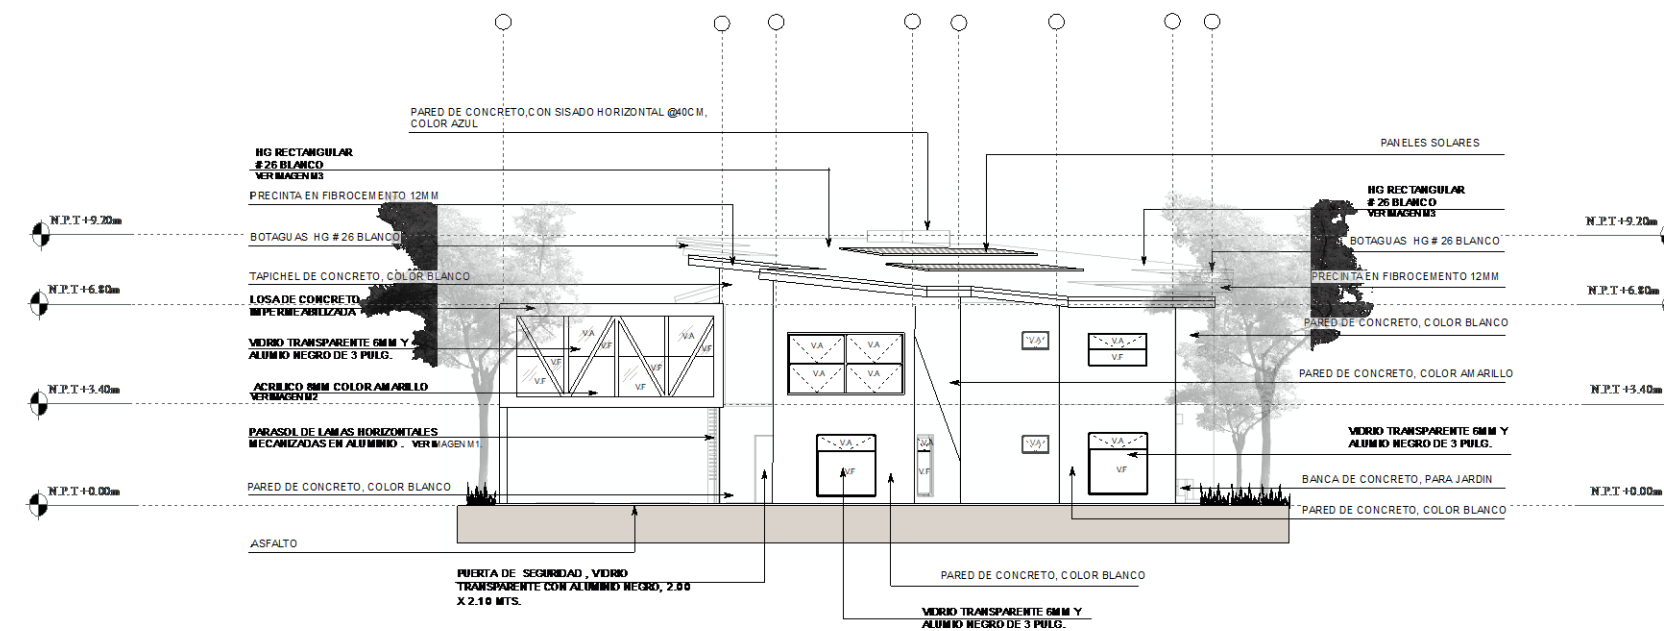 PARED DE CONCRETO,CON SISADO HORIZONTAL @40CM,
COLOR AZUL
HG RECTANGULAR
# 26 BLANCO
VER IMAGEN M3
PRECINTA EN FIBROCEMENTO 12MM
BOTAGUAS HG # 26 BLANCO
TAPICHEL DE CONCRETO, COLOR BLANCO
LOSA DE CONCRETO
IMPERMEABILIZADA
VIDRIO TRANSPARENTE 6MM Y
ALUMIO NEGRO DE 3 PULG.
ACRILICO 8MM COLOR AMARILLO
VER IMAGEN M2
PARASOL DE LAMAS HORIZONTALES
MECANIZADAS EN ALUMINIO . VER IMAGEN M1.
PARED DE CONCRETO, COLOR BLANCO
ASFALTO
PUERTA DE SEGURIDAD , VIDRIO
TRANSPARENTE CON ALUMINIO NEGRO, 2.00
X 2.10 MTS.
N.P.T +9.20m
N.P.T +6.80m
N.P.T +3.40m
N.P.T +0.00m
V.A
V.A
V.F
V.F
V.F
V.F
V.F
V.A
V.A
V.A
V.A
V.A
V.F
V.A
V.F
V.A
V.A
V.A
V.F
V.A
V.F
PANELES SOLARES
HG RECTANGULAR
# 26 BLANCO
VER IMAGEN M3
BOTAGUAS HG # 26 BLANCO
PRECINTA EN FIBROCEMENTO 12MM
PARED DE CONCRETO, COLOR BLANCO
PARED DE CONCRETO, COLOR AMARILLO
VIDRIO TRANSPARENTE 6MM Y
ALUMIO NEGRO DE 3 PULG.
BANCA DE CONCRETO, PARA JARDIN
PARED DE CONCRETO, COLOR BLANCO
PARED DE CONCRETO, COLOR BLANCO
VIDRIO TRANSPARENTE 6MM Y
ALUMIO NEGRO DE 3 PULG.
N.P.T +9.20m
N.P.T +6.80m
N.P.T +3.40m
N.P.T +0.00m